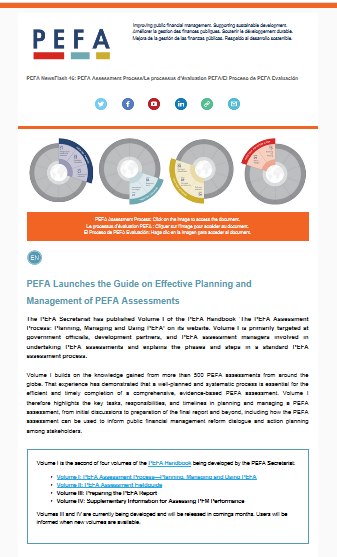 PEFA
Improving public financial management. Supporting sustainable development.
Améliorer la gestion des finances publiques. Soutenir le développement durable.
Mejora de la gestión de las finanzas públicas. Respaldo al desarrollo sostenible.
PEFA NewsFlash 46: PEFA Assessment Process/Le processus d'évaluation PEFA/El Proceso de PEFA Evaluación
PEFA Assessment Process: Click on the image to access the document.
Le processus d'évaluation PEFA : Cliquer sur l'image pour accéder au document.
El Proceso de PEFA Evaluación: Haga clic en la imagen para acceder al documento.
EN
PEFA Launches the Guide on Effective Planning and
Management of PEFA Assessments
The PEFA Secretariat has published Volume I of the PEFA Handbook 'The PEFA Assessment
Process: Planning, Managing and Using PEFA' on its website. Volume I is primarily targeted at
government officials, development partners, and PEFA assessment managers involved in
undertaking PEFA assessments and explains the phases and steps in a standard PEFA
assessment process.
Volume I builds on the knowledge gained from more than 500 PEFA assessments from around the
globe. That experience has demonstrated that a well-planned and systematic process is essential for the
efficient and timely completion of a comprehensive, evidence-based PEFA assessment. Volume I
therefore highlights the key tasks, responsibilities, and timelines in planning and managing a PEFA
assessment, from initial discussions to preparation of the final report and beyond, including how the PEFA
assessment can be used to inform public financial management reform dialogue and action planning
among stakeholders.
Volume I is the second of four volumes of the PEFA Handbook being developed by the PEFA Secretariat:
• Volume I: PEFA Assessment Process—Planning, Managing and Using PEFA
• Volume II: PEFA Assessment Fieldguide
• Volume III: Preparing the PEFA Report
• Volume IV: Supplementary Information for Assessing PFM Performance
Volumes III and IV are currently being developed and will be released in comings months. Users will be
informed when new volumes are available.